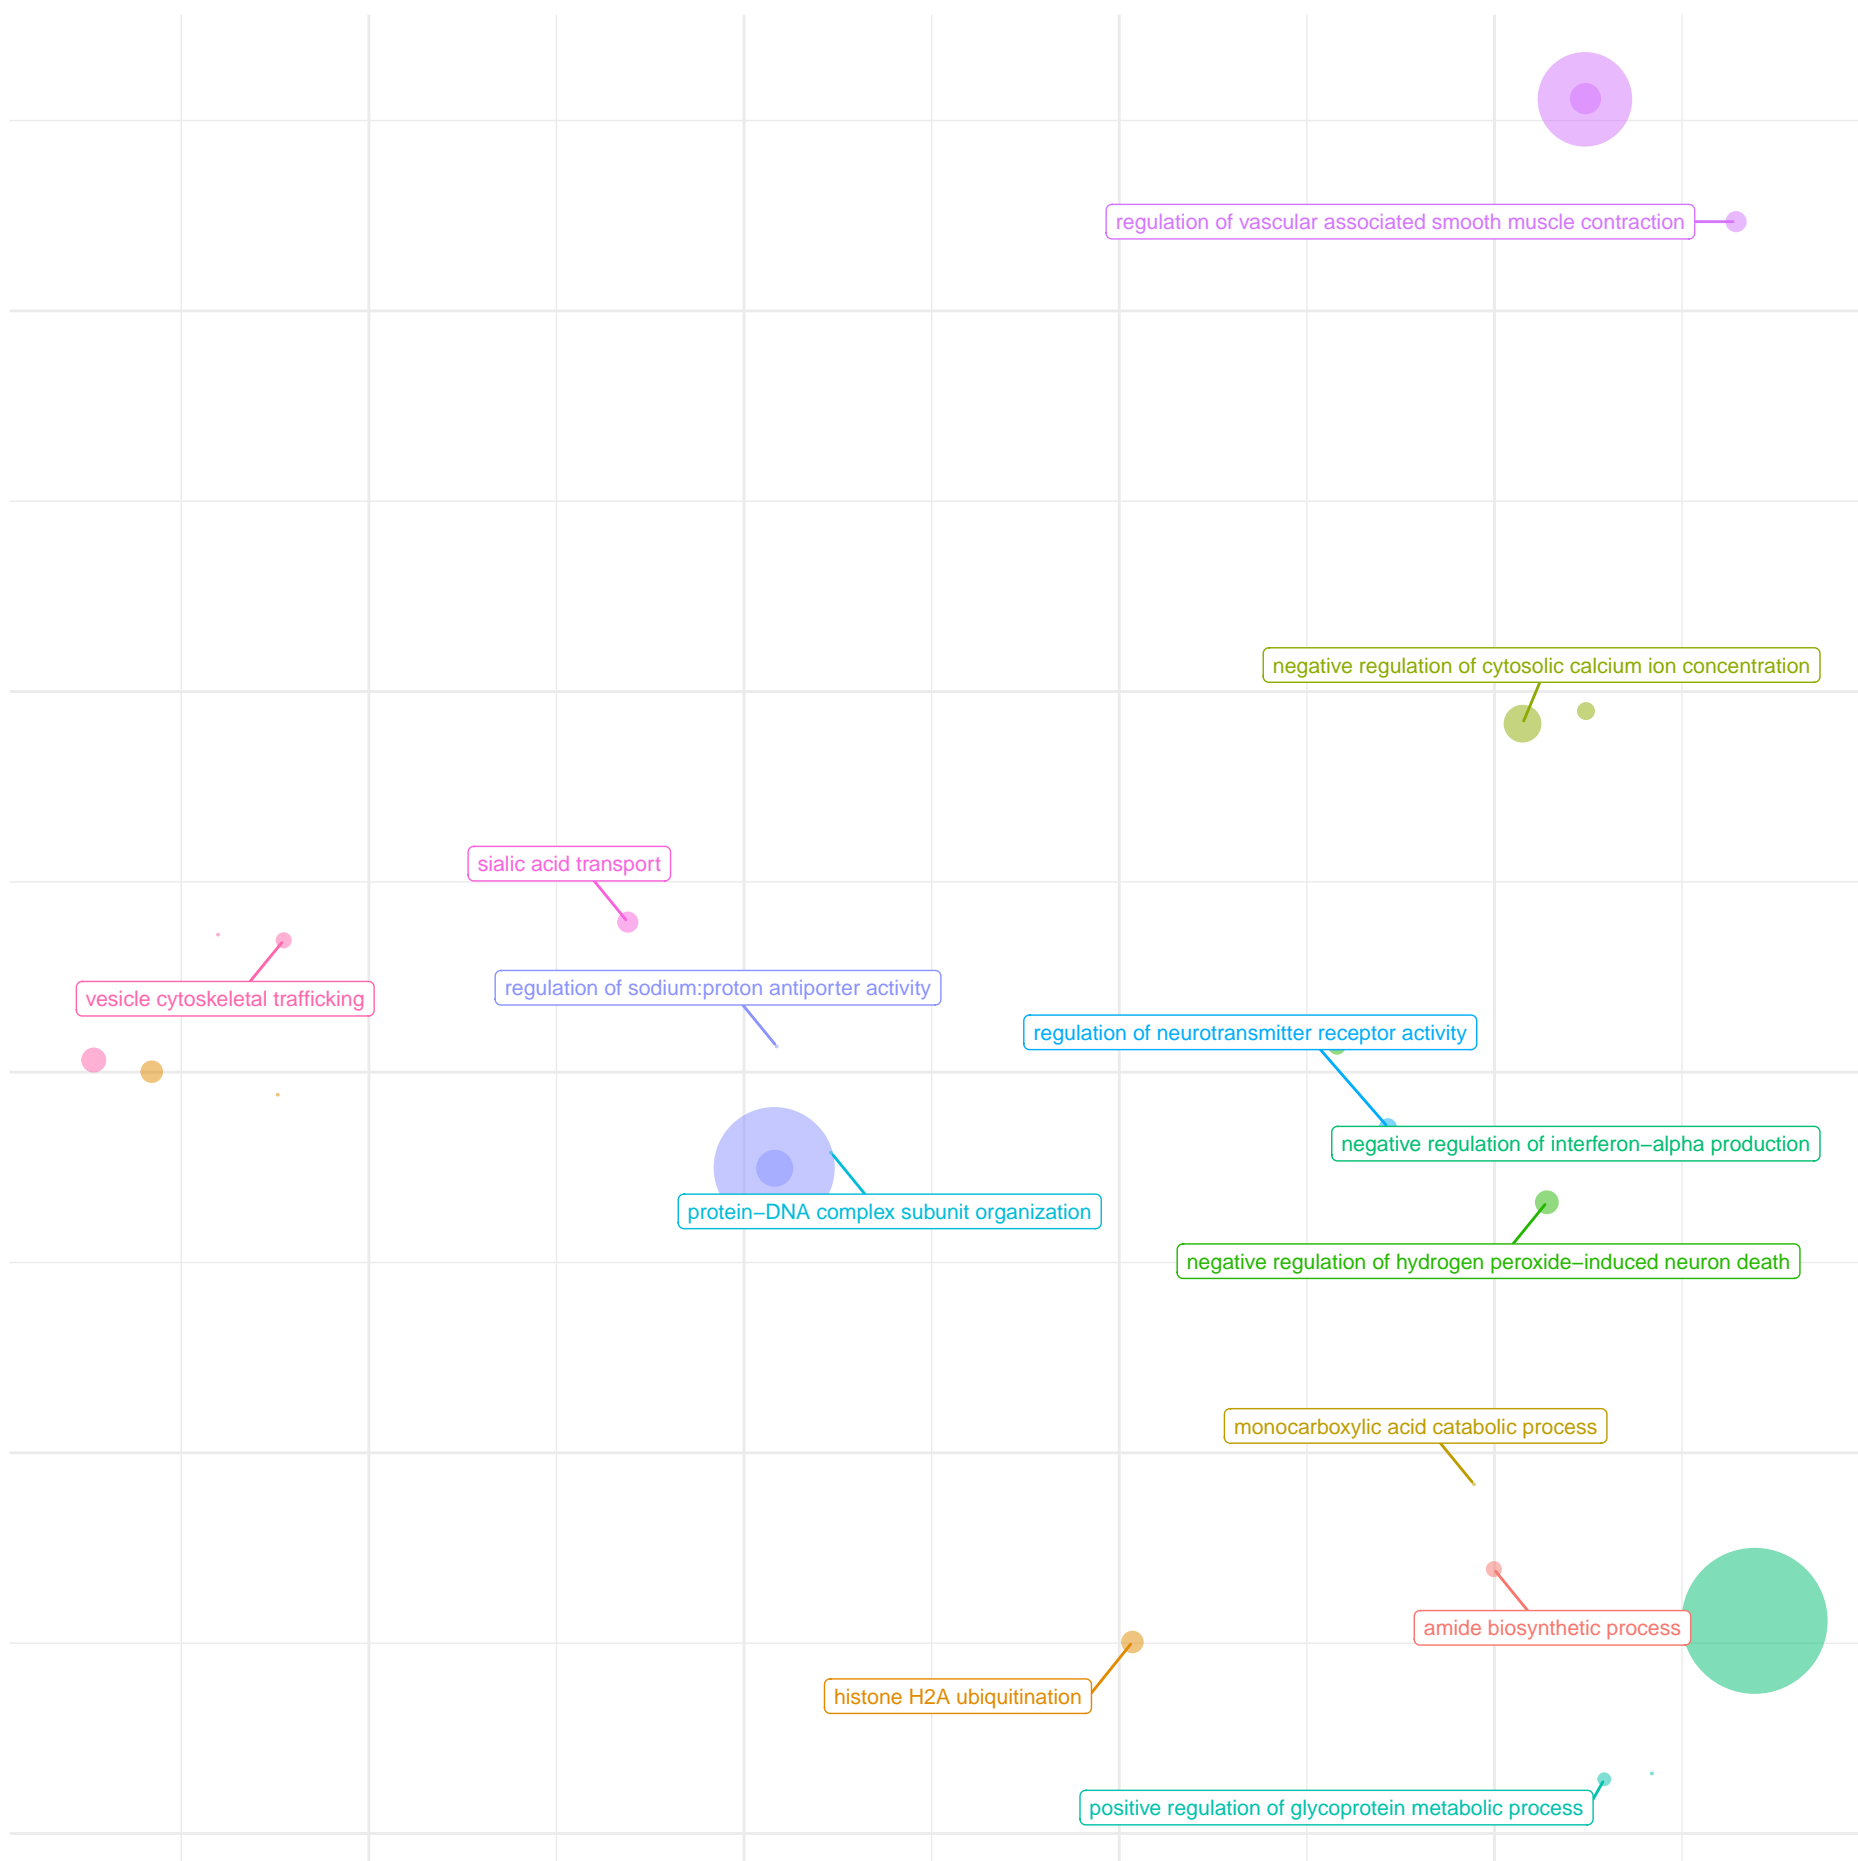 regulation of vascular associated smooth muscle contraction
negative regulation of cytosolic calcium ion concentration
sialic acid transport
regulation of sodium:proton antiporter activity
vesicle cytoskeletal trafficking
regulation of neurotransmitter receptor activity
negative regulation of interferon−alpha production
protein−DNA complex subunit organization
negative regulation of hydrogen peroxide−induced neuron death
monocarboxylic acid catabolic process
amide biosynthetic process
histone H2A ubiquitination
positive regulation of glycoprotein metabolic process